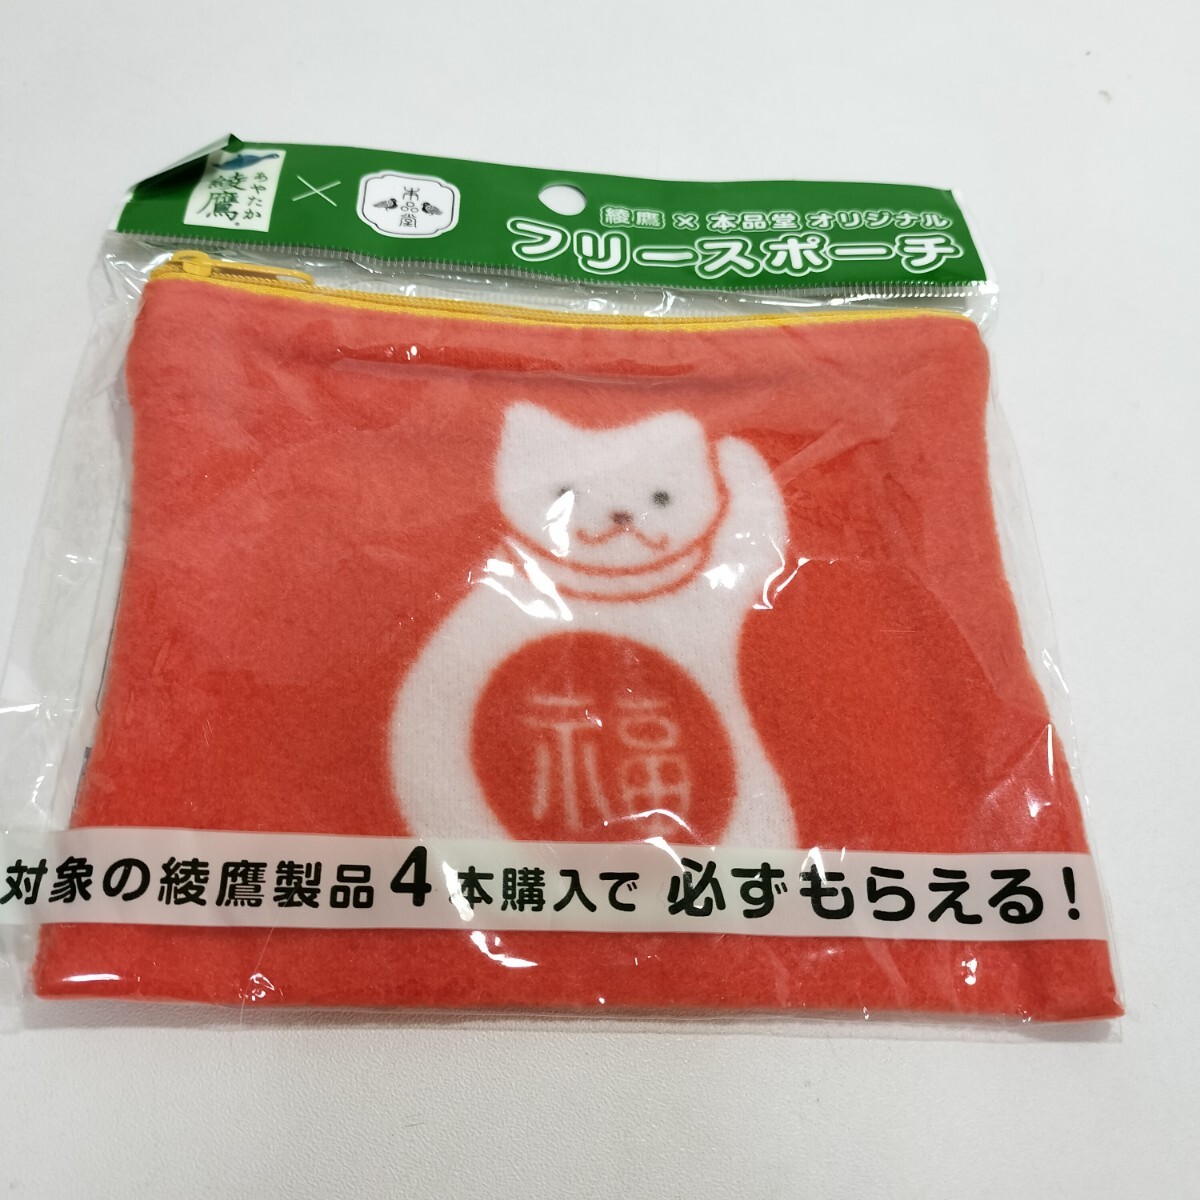 あやたか
綾鷹
×
本品堂
綾鷹 × 本品堂 オリジナル
フリースポーチ
福
対象の綾鷹製品4本購入で 必ずもらえる!